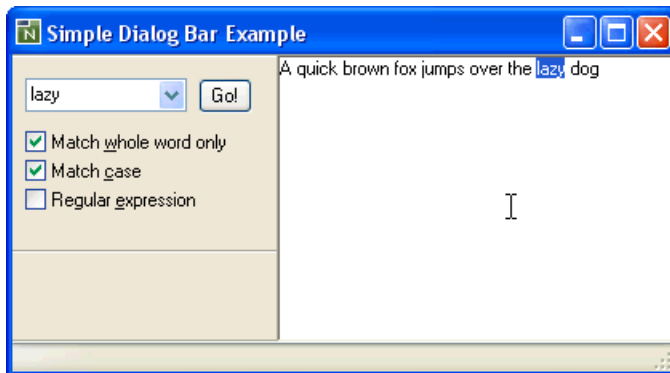 Simple Dialog Bar Example
lazy
Go!
Match whole word only
Match case
Regular expression
A quick brown fox jumps over the lazy dog